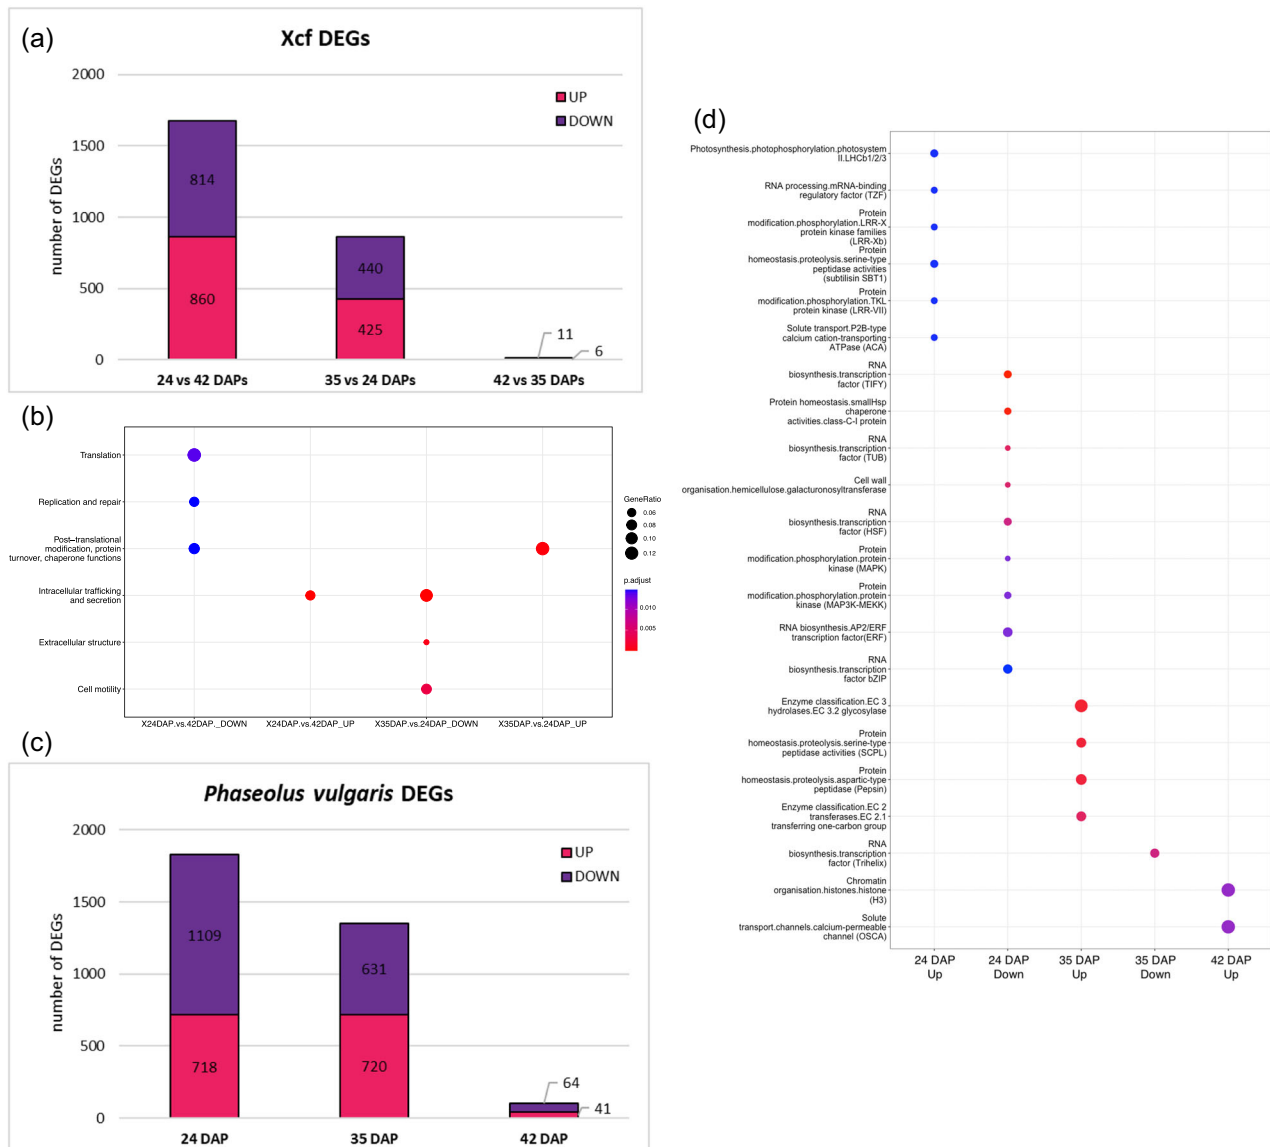 (a)
Xcf DEGs
2000
1500
1000
500
0
number of DEGs
UP
DOWN
814
860
440
425
11
6
24 vs 42 DAPs
35 vs 24 DAPs
42 vs 35 DAPs
(b)
Translation
Replication and repair
Post−translational
modification, protein
turnover, chaperone functions
Intracellular trafficking
and secretion
Extracellular structure
Cell motility
X24DAP.vs.42DAP._DOWN
X24DAP.vs.42DAP_UP
X35DAP.vs.24DAP_DOWN
X35DAP.vs.24DAP_UP
GeneRatio
0.06
0.08
0.10
0.12
p.adjust
0.010
0.005
(c)
Phaseolus vulgaris DEGs
2000
1500
1000
500
0
number of DEGs
UP
DOWN
1109
718
631
720
64
41
24 DAP
35 DAP
42 DAP
(d)
Photosynthesis.photophosphorylation.photosystem
II.LHCb1/2/3
RNA processing.mRNA-binding
regulatory factor (TZF)
Protein
modification.phosphorylation.LRR-X
protein kinase families
(LRR-Xb)
Protein
homeostasis.proteolysis.serine-type
peptidase activities
(subtilisin SBT1)
Protein
modification.phosphorylation.TKL
protein kinase (LRR-VII)
Solute transport.P2B-type
calcium cation-transporting
ATPase (ACA)
RNA
biosynthesis.transcription
factor (TIFY)
Protein homeostasis.smallHsp
chaperone
activities.class-C-I protein
RNA
biosynthesis.transcription
factor (TUB)
Cell wall
organisation.hemicellulose.galacturonosyltransferase
RNA
biosynthesis.transcription
factor (HSF)
Protein
modification.phosphorylation.protein
kinase (MAPK)
Protein
modification.phosphorylation.protein
kinase (MAP3K-MEKK)
RNA biosynthesis.AP2/ERF
transcription factor(ERF)
RNA
biosynthesis.transcription
factor bZIP
Enzyme classification.EC 3
hydrolases.EC 3.2 glycosylase
Protein
homeostasis.proteolysis.serine-type
peptidase activities (SCPL)
Protein
homeostasis.proteolysis.aspartic-type
peptidase (Pepsin)
Enzyme classification.EC 2
transferases.EC 2.1
transferring one-carbon group
RNA
biosynthesis.transcription
factor (Trihelix)
Chromatin
organisation.histones.histone
(H3)
Solute
transport.channels.calcium-permeable
channel (OSCA)
24 DAP
Up
24 DAP
Down
35 DAP
Up
35 DAP
Down
42 DAP
Up